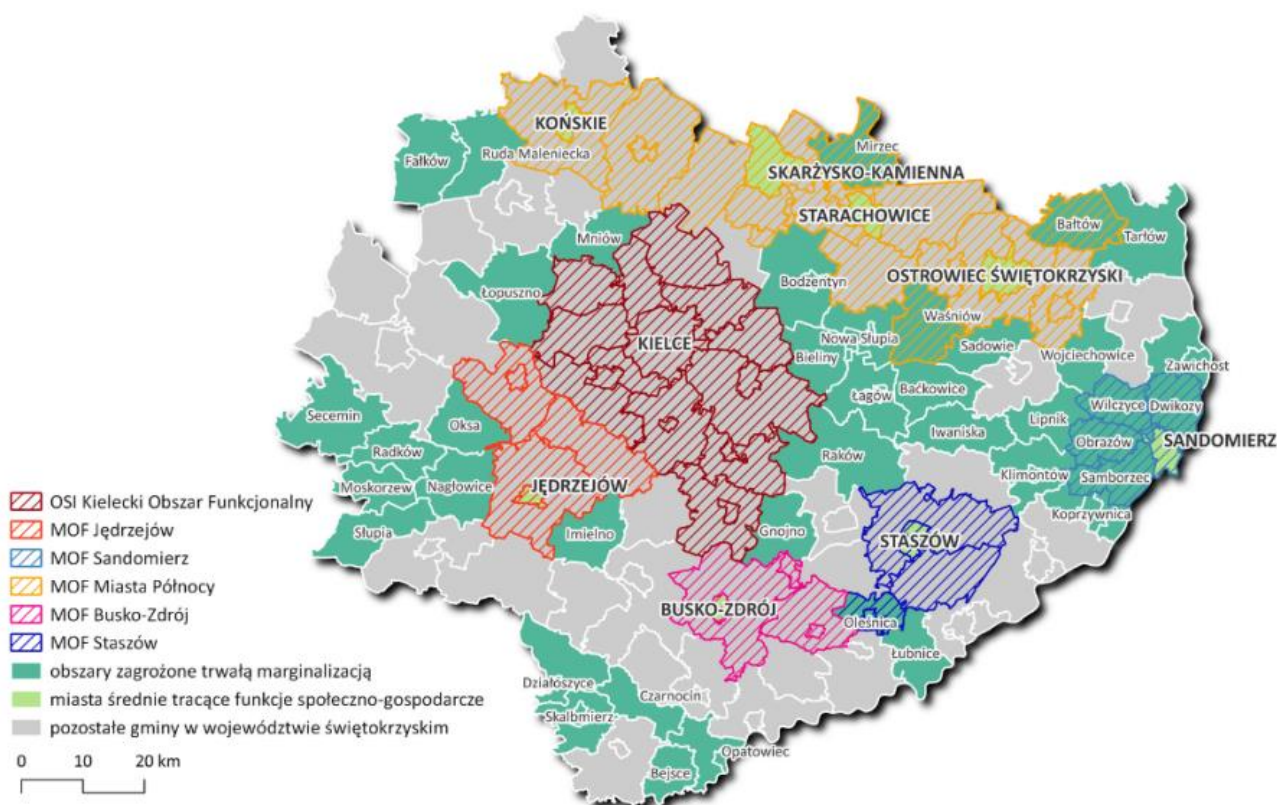 KOŃSKIE
Fałków
Ruda Maleniecka
Mirzec
SKARŻYSKO-KAMIENNA
STARACHOWICE
Mniów
Bałtów
Tarłów
Bodzentyn
OSTROWIEC ŚWIĘTOKRZYSKI
Łopuszno
Waśniów
KIELCE
Nowa Słupia
Sadowie
Bieliny
Wojciechowice
Zawichost
Łagów
Baćkowice
Wilczyce
Dwikozy
Secemin
Oksa
Lipnik
Iwaniska
Obrazów
SANDOMIERZ
Radków
Raków
Klimontów
Samborzec
Moskorzew
Nagłowice
JĘDRZEJÓW
Koprzywnica
Słupia
Imielno
Gnojno
STASZÓW
BUSKO-ZDRÓJ
Oleśnica
Łubnice
Działoszyce
Czarnocin
Skalbmierz
Opatowiec
Bejsce
OSI Kielecki Obszar Funkcjonalny
MOF Jędrzejów
MOF Sandomierz
MOF Miasta Północy
MOF Busko-Zdrój
MOF Staszów
obszary zagrożone trwałą marginalizacją
miasta średnie tracące funkcje społeczno-gospodarcze
pozostałe gminy w województwie świętokrzyskim
0 10 20 km